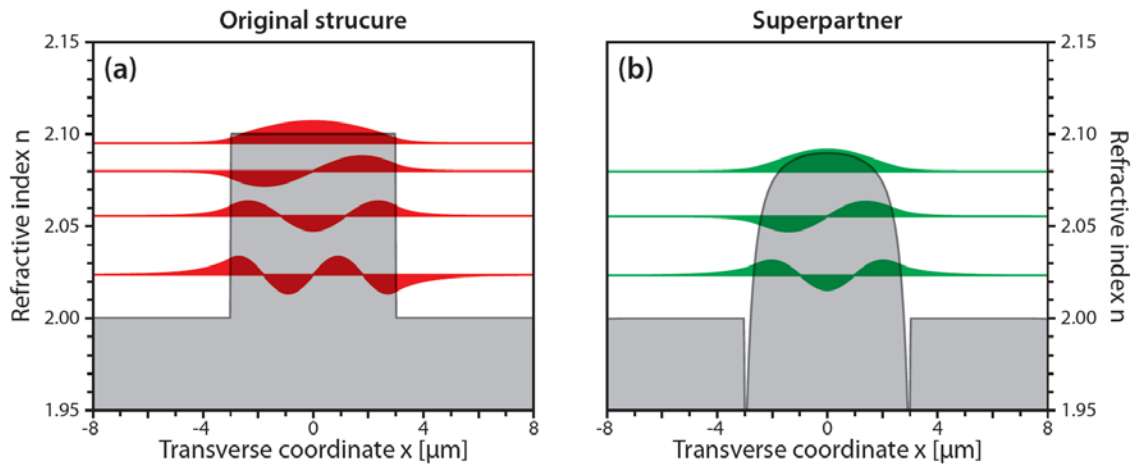 Original strucure
Superpartner
(a)
(b)
2.15
2.10
2.05
2.00
1.95
Refractive index n
-8
-4
0
4
8
Transverse coordinate x [μm]
2.15
2.10
2.05
2.00
1.95
Refractive index n
-8
-4
0
4
8
Transverse coordinate x [μm]